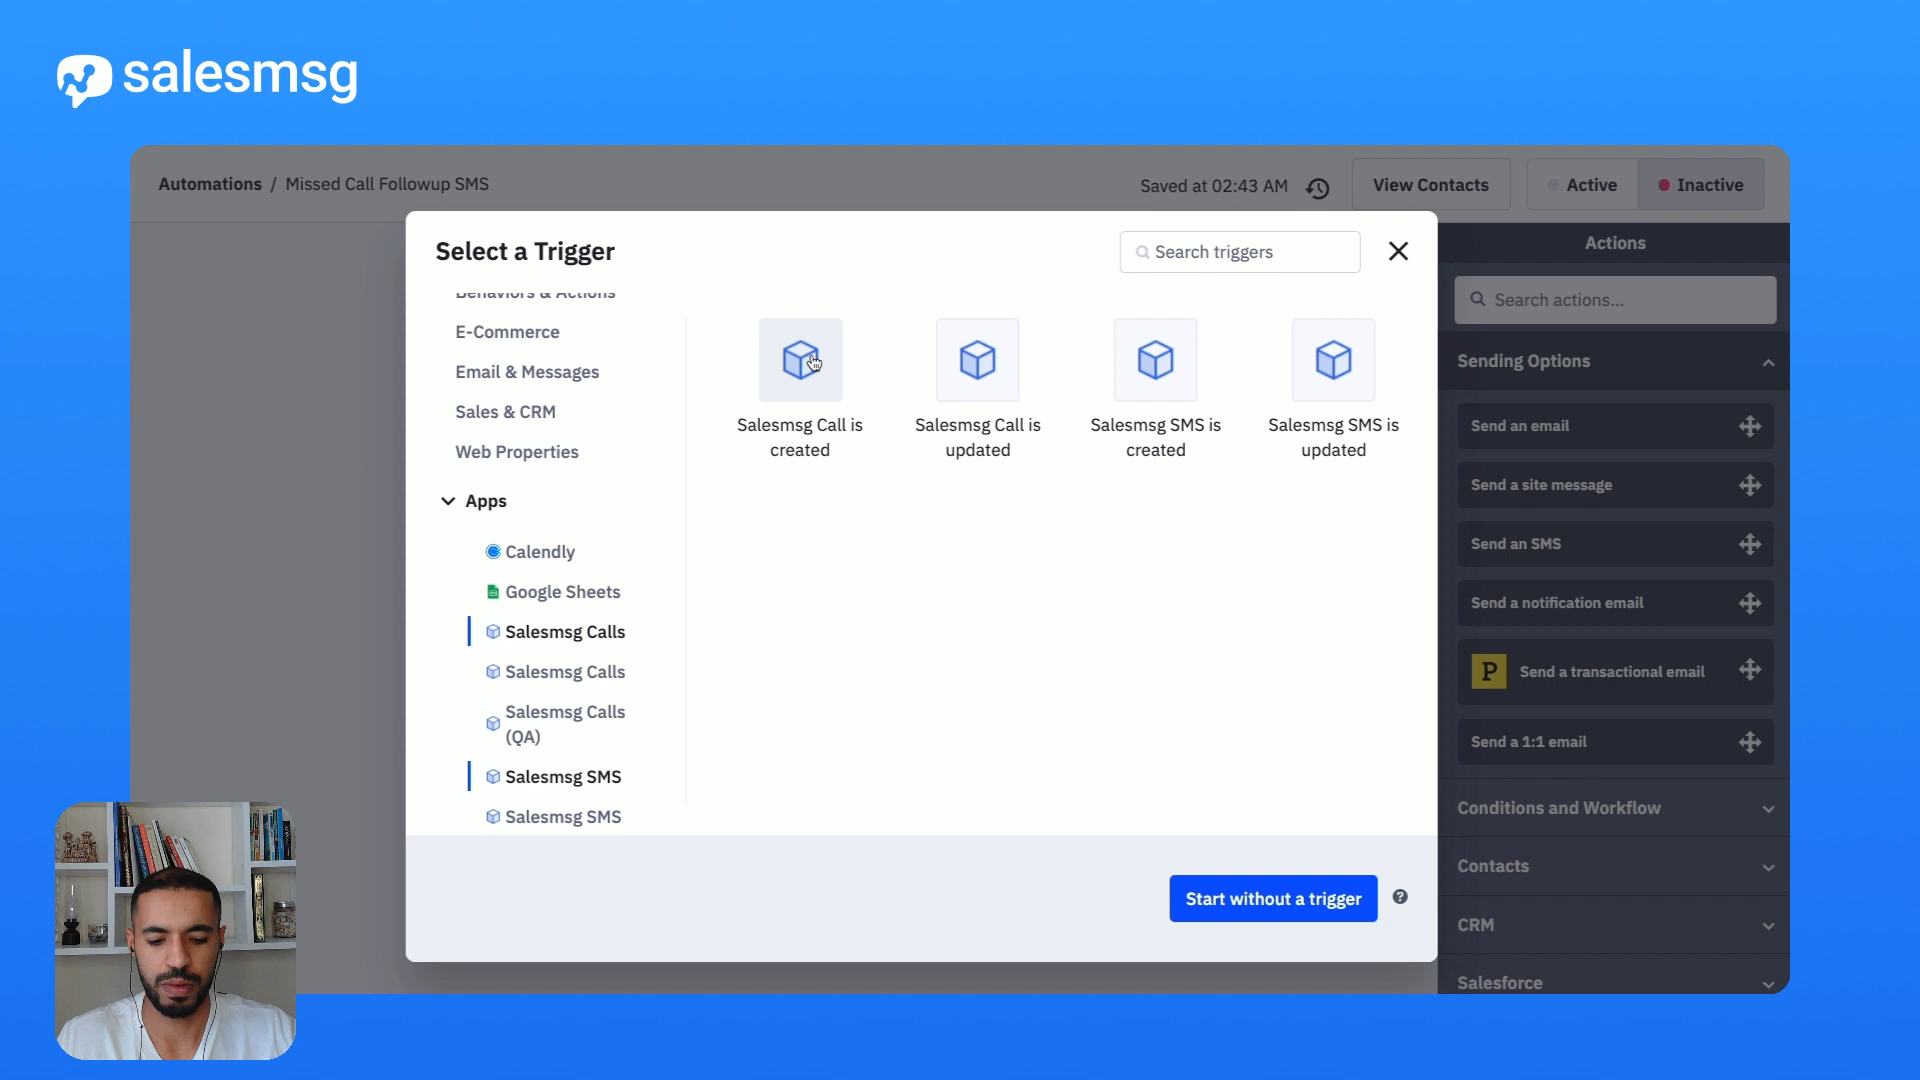 salesmsg
Automations / Missed Call Followup SMS
Saved at 02:43 AM
View Contacts
Active
Inactive
Select a Trigger
Search triggers
Behaviors & Actions
E-Commerce
Email & Messages
Sales & CRM
Web Properties
Apps
Calendly
Google Sheets
Salesmsg Calls
Salesmsg Calls
Salesmsg Calls
(QA)
Salesmsg SMS
Salesmsg SMS
Salesmsg Call is
created
Salesmsg Call is
updated
Salesmsg SMS is
created
Salesmsg SMS is
updated
Start without a trigger
?
Actions
Search actions...
Sending Options
Send an email
Send a site message
Send an SMS
Send a notification email
P Send a transactional email
Send a 1:1 email
Conditions and Workflow
Contacts
CRM
Salesforce